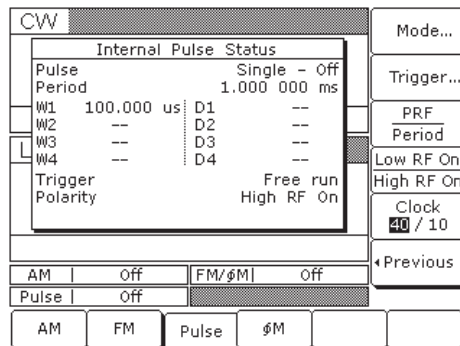 CW
Internal Pulse Status
Pulse Single – Off
Period 1.000 000 ms
W1 100.000 us D1 --
W2 -- D2 --
W3 -- D3 --
W4 -- D4 --
Trigger Free run
Polarity High RF On
L
AM | Off FM/ɸM| Off
Pulse | Off
AM FM Pulse ɸM
Mode...
Trigger...
PRF
Period
Low RF On
High RF On
Clock
40 / 10
◂Previous